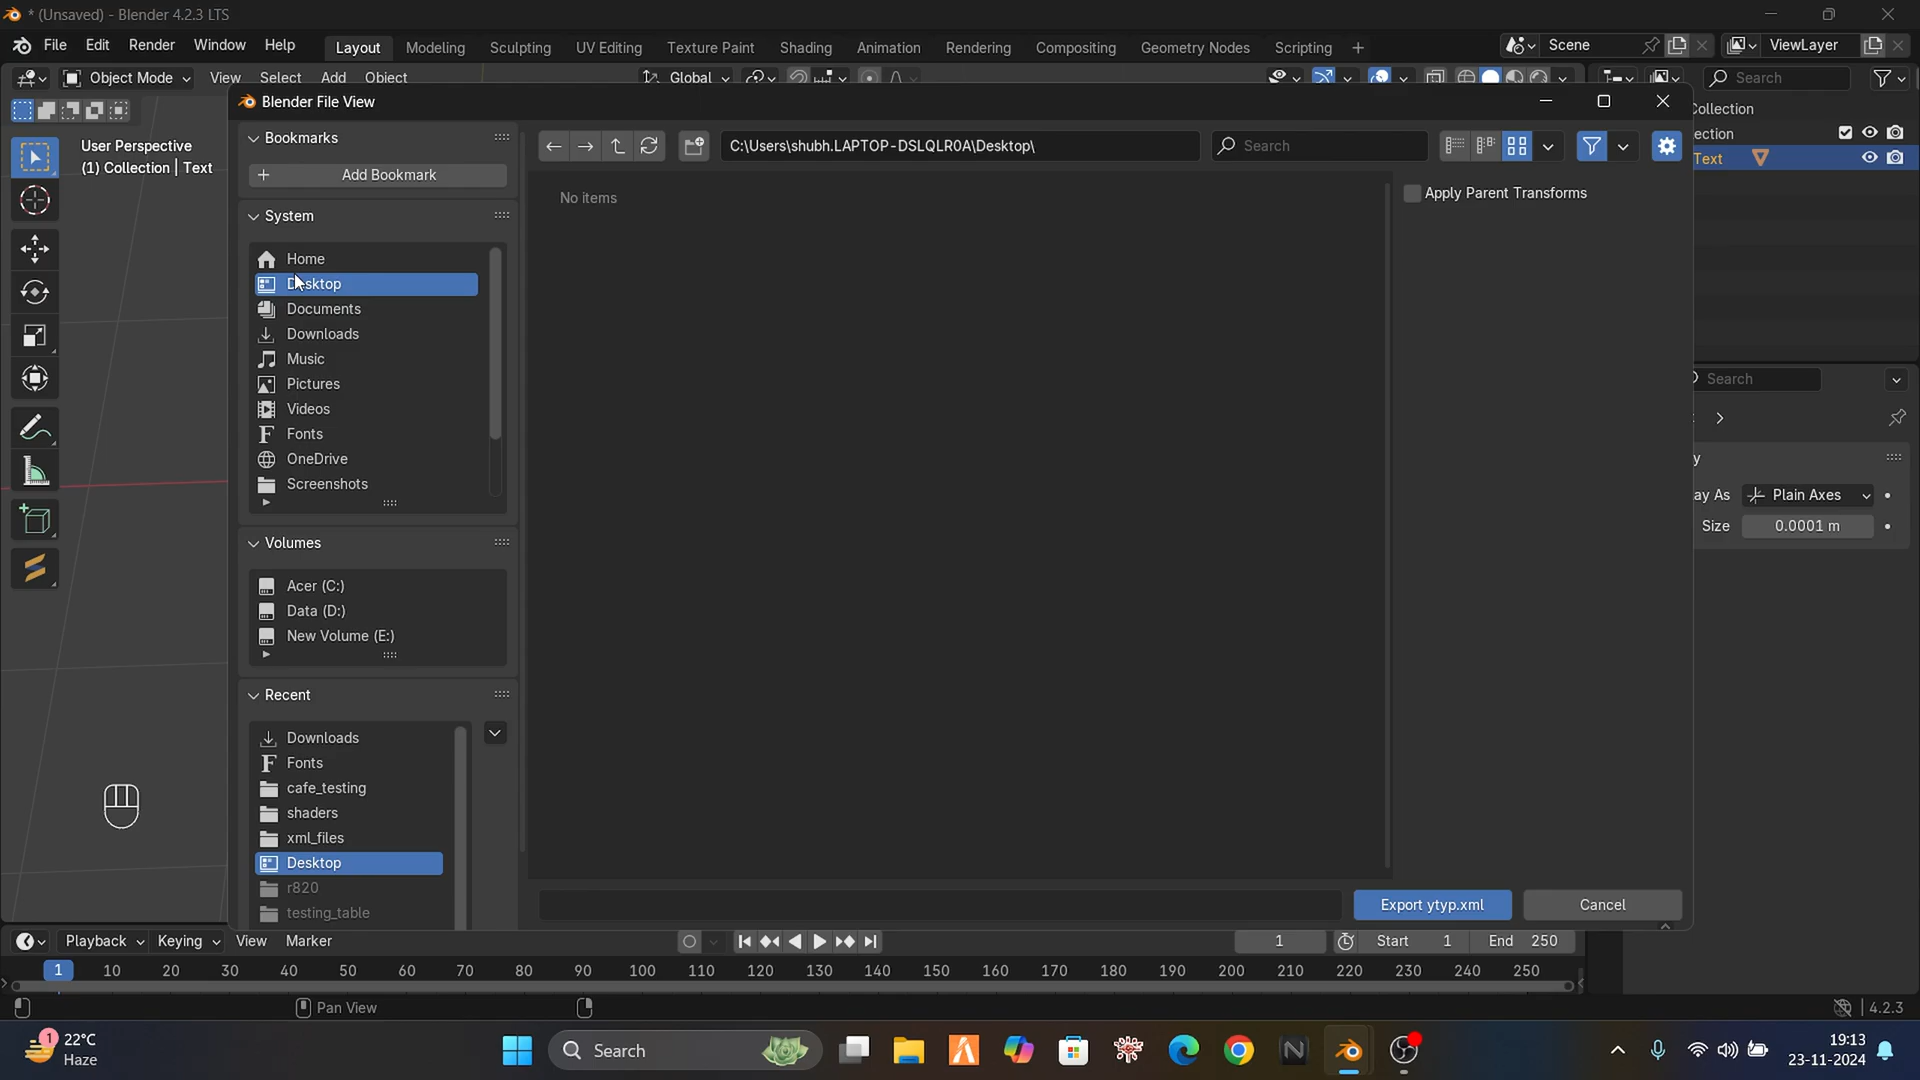 * (Unsaved) - Blender 4.2.3 LTS
File Edit Render Window Help Layout Modeling Sculpting UV Editing Texture Paint Shading Animation Rendering Compositing Geometry Nodes Scripting + Scene ViewLayer
Object Mode View Select Add Object Global Search
Blender File View
ollection
User Perspective
(1) Collection | Text
Bookmarks
C:\Users\shubh.LAPTOP-DSLQLR0A\Desktop\
Search
ection
Text
+ Add Bookmark
No items
Apply Parent Transforms
System
Home
Desktop
Documents
Downloads
Music
Pictures
Videos
Fonts
OneDrive
Screenshots
Search
y
ay As Plain Axes
Size 0.0001 m
Volumes
Acer (C:)
Data (D:)
New Volume (E:)
Recent
Downloads
Fonts
cafe_testing
shaders
xml_files
Desktop
r820
testing_table
Export ytyp.xml Cancel
Playback Keying View Marker 1 Start 1 End 250
1 10 20 30 40 50 60 70 80 90 100 110 120 130 140 150 160 170 180 190 200 210 220 230 240 250
Pan View 4.2.3
1 22°C
Haze
Search
19:13
23-11-2024